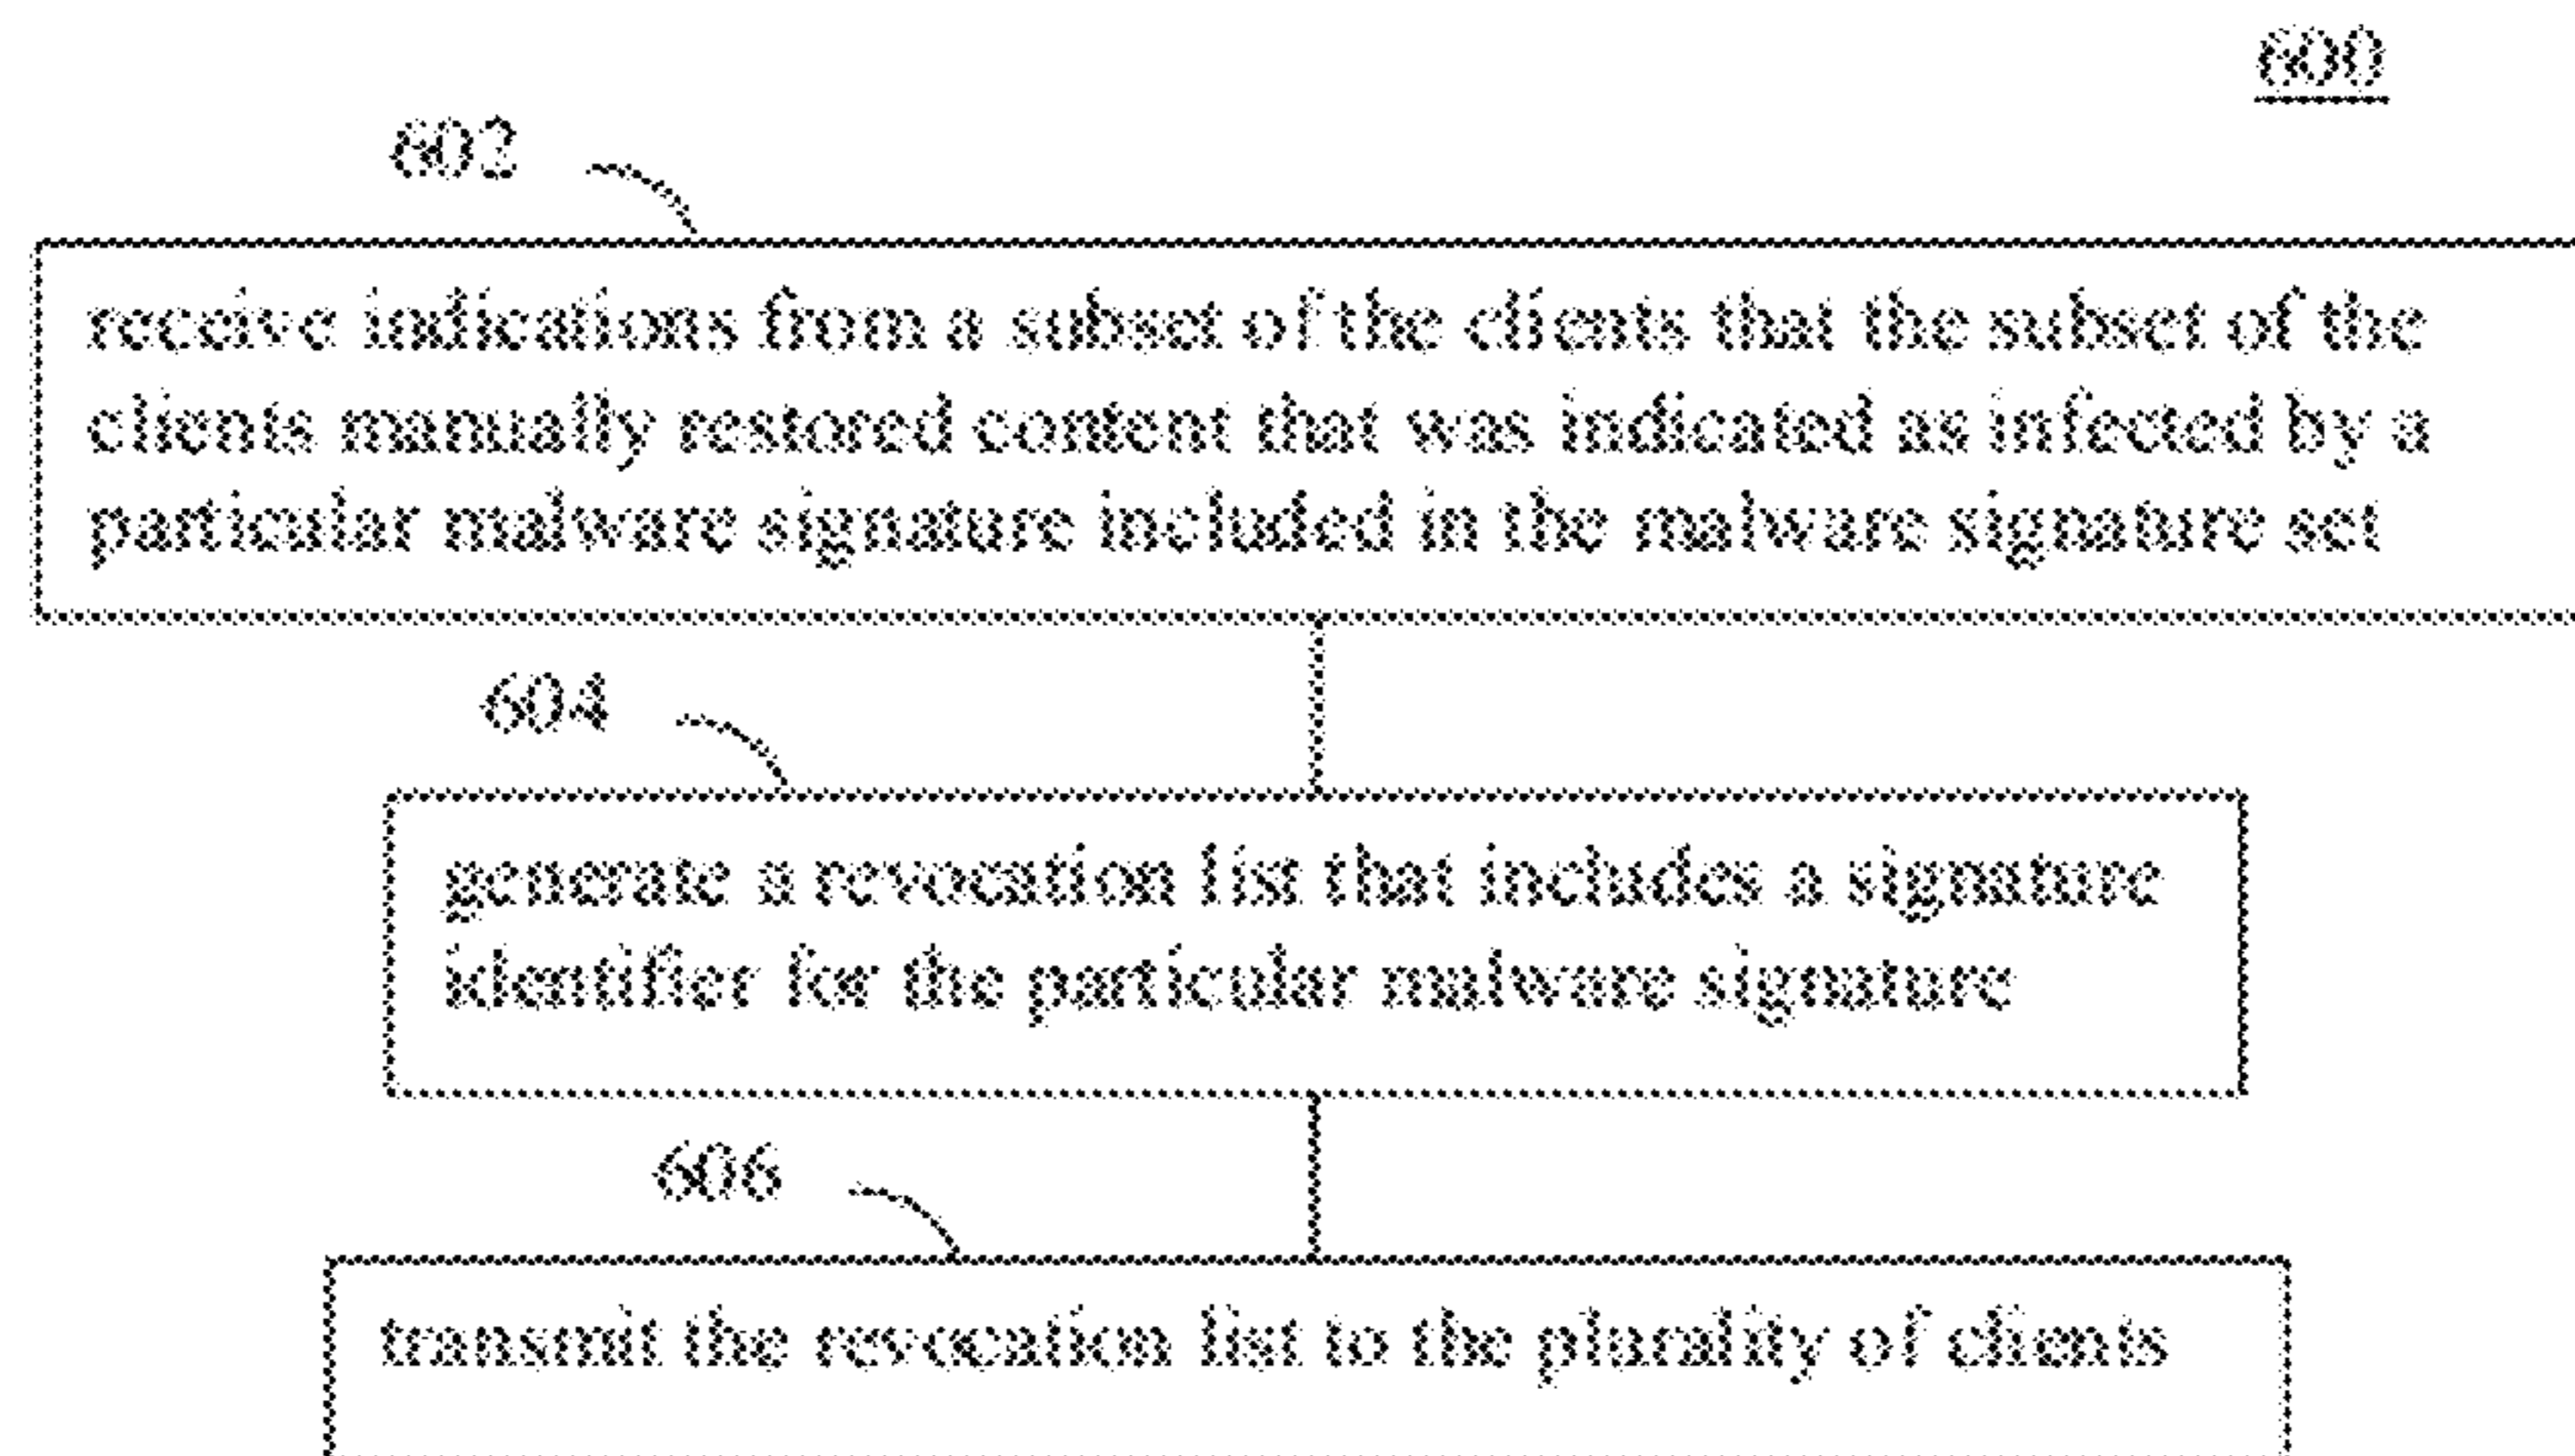 600
602
receive indications from a subset of the clients that the subset of the
clients manually restored content that was indicated as infected by a
particular malware signature included in the malware signature set
604
generate a revocation list that includes a signature
identifier for the particular malware signature
606
transmit the revocation list to the plurality of clients